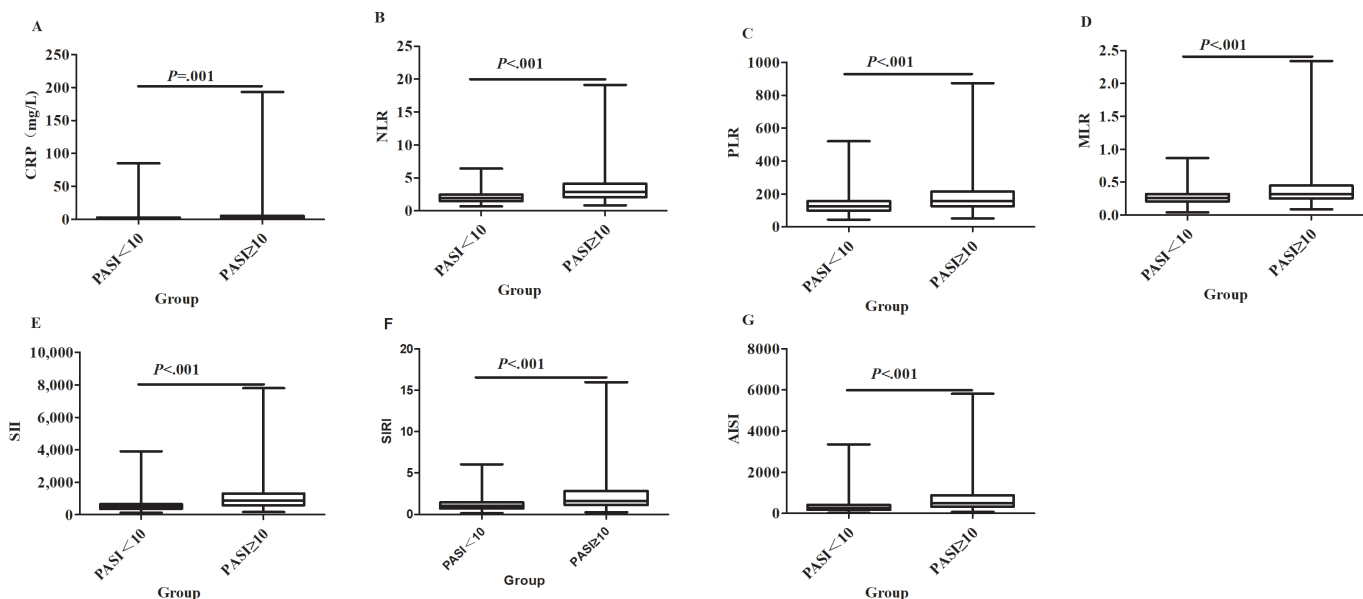 A
P=.001
250
200
150
100
50
0
CRP (mg/L)
PASI<10
PASI≥10
Group
B
P<.001
25
20
15
10
5
0
NLR
PASI<10
PASI≥10
Group
C
P<.001
1000
800
600
400
200
0
PLR
PASI<10
PASI≥10
Group
D
P<.001
2.5
2.0
1.5
1.0
0.5
0.0
MLR
PASI<10
PASI≥10
Group
E
P<.001
10,000
8,000
6,000
4,000
2,000
0
SII
PASI<10
PASI≥10
Group
F
P<.001
20
15
10
5
0
SIRI
PASI<10
PASI≥10
Group
G
P<.001
8000
6000
4000
2000
0
AISI
PASI<10
PASI≥10
Group